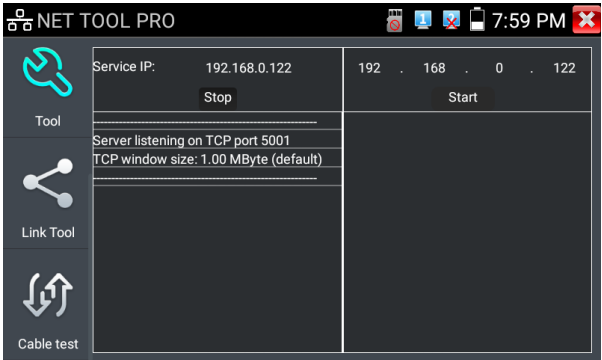 NET TOOL PRO
7:59 PM
Tool
Link Tool
Cable test
Service IP: 192.168.0.122
Stop
------------------------------------------------------------
Server listening on TCP port 5001
TCP window size: 1.00 MByte (default)
------------------------------------------------------------
192 . 168 . 0 . 122
Start